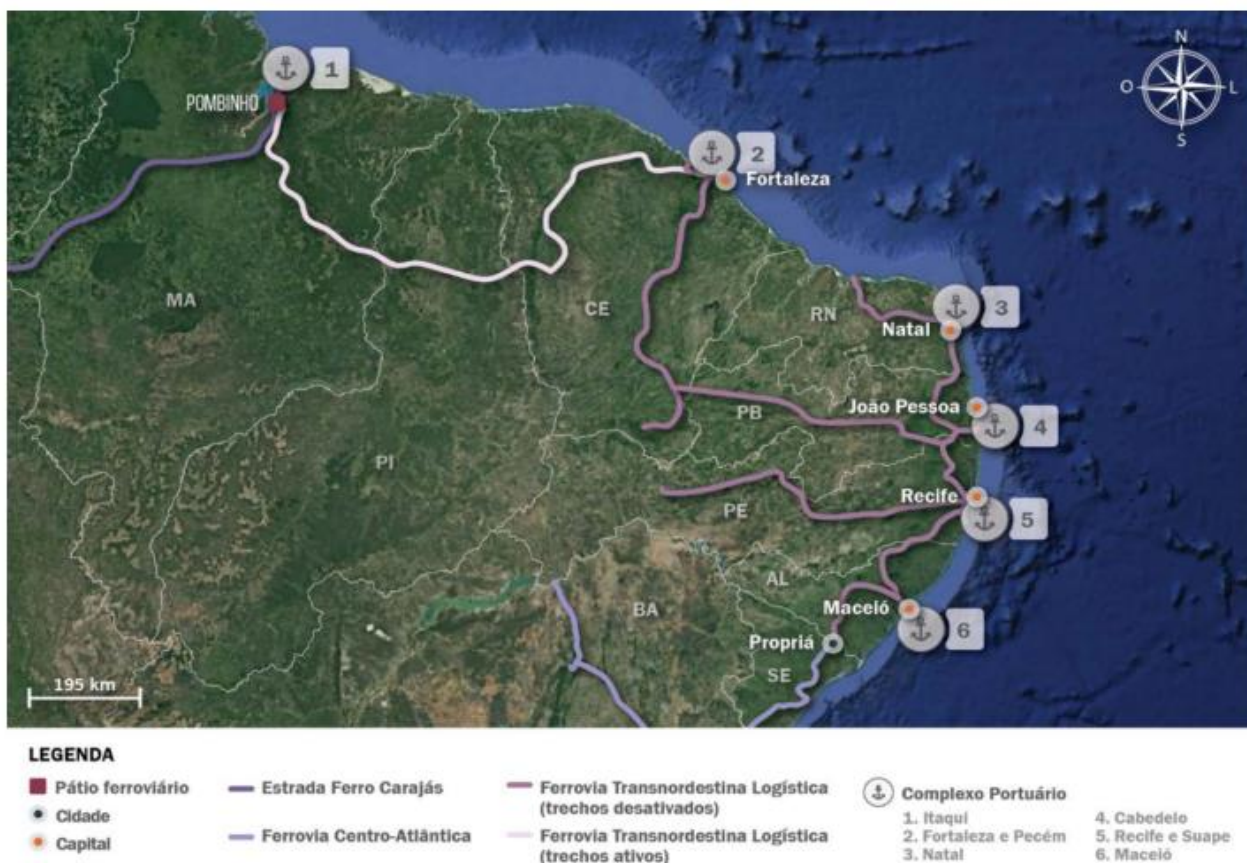 N
O
L
S
1
POMBINHO
2
Fortaleza
MA
CE
RN
3
Natal
João Pessoa
4
PB
PI
Recife
5
PE
AL
BA
Maceió
6
Propriá
SE
195 km
LEGENDA
Pátio ferroviário
Cidade
Capital
Estrada Ferro Carajás
Ferrovia Centro-Atlântica
Ferrovia Transnordestina Logística
(trechos desativados)
Ferrovia Transnordestina Logística
(trechos ativos)
Complexo Portuário
1. Itaqui
2. Fortaleza e Pecém
3. Natal
4. Cabedelo
5. Recife e Suape
6. Maceió